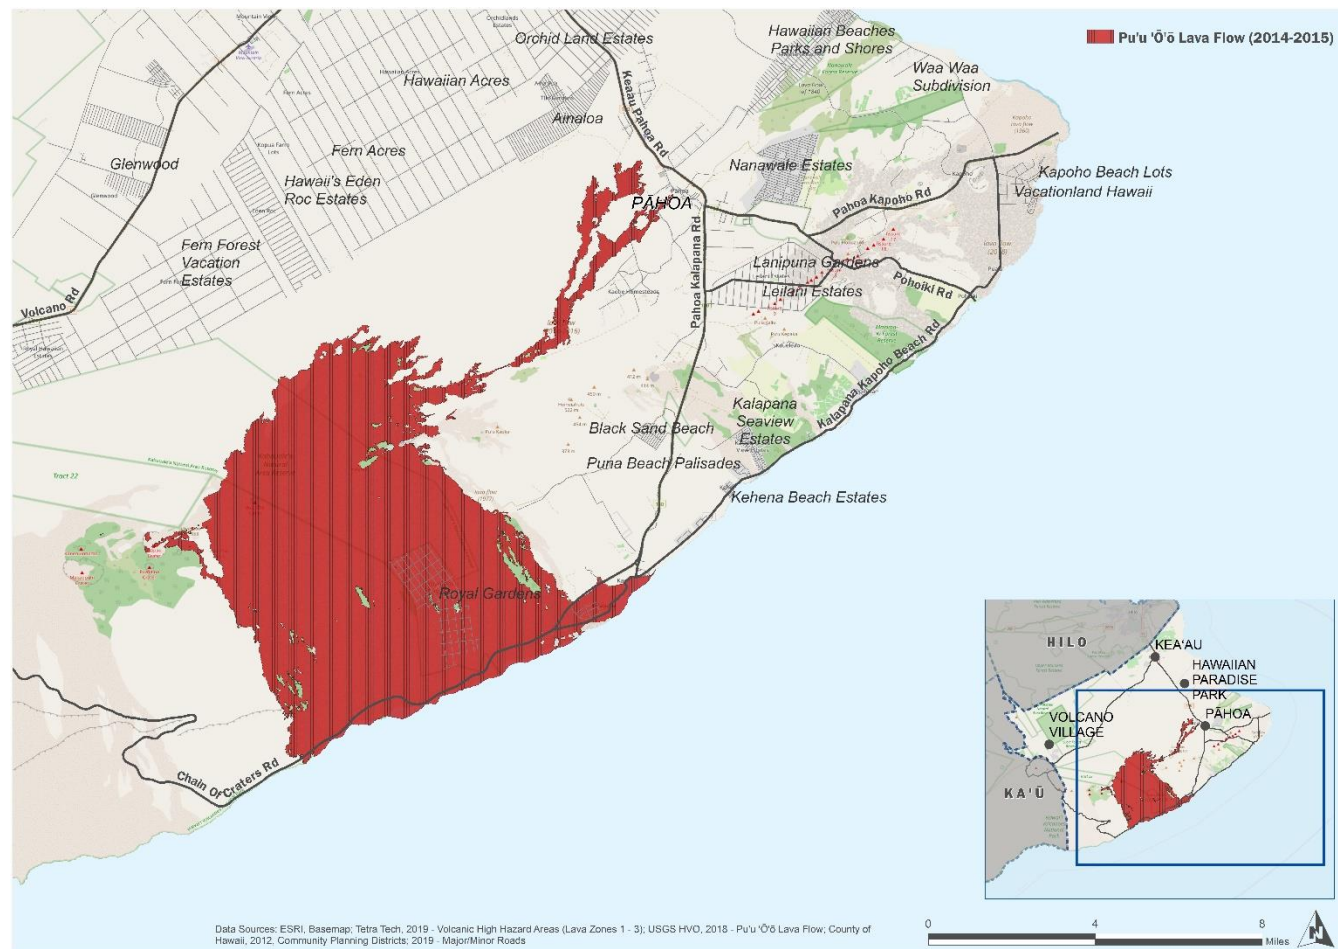 Pu'u 'Ō'ō Lava Flow (2014-2015)
Orchid Land Estates
Hawaiian Beaches
Parks and Shores
Waa Waa
Subdivision
Hawaiian Acres
Keaau Pahoa Rd
Ainaloa
Glenwood
Fern Acres
Hawaii's Eden
Roc Estates
Nanawale Estates
Kapoho Beach Lots
Vacationland Hawaii
PĀHOA
Pahoa Kapoho Rd
Fern Forest
Vacation
Estates
Lanipuna Gardens
Leilani Estates
Pohoiki Rd
Volcano Rd
Pahoa Kalapana Rd
Kalapana Kapoho Beach Rd
Kalapana
Seaview
Estates
Black Sand Beach
Puna Beach Palisades
Kehena Beach Estates
Tract 22
Royal Gardens
Chain Of Craters Rd
HILO
KEA'AU
HAWAIIAN
PARADISE
PARK
PĀHOA
VOLCANO
VILLAGE
KA'Ū
0 4 8
Miles
N
Data Sources: ESRI, Basemap; Tetra Tech, 2019 - Volcanic High Hazard Areas (Lava Zones 1 - 3); USGS HVO, 2018 - Pu'u 'Ō'ō Lava Flow; County of
Hawaii, 2012, Community Planning Districts; 2019 - Major/Minor Roads